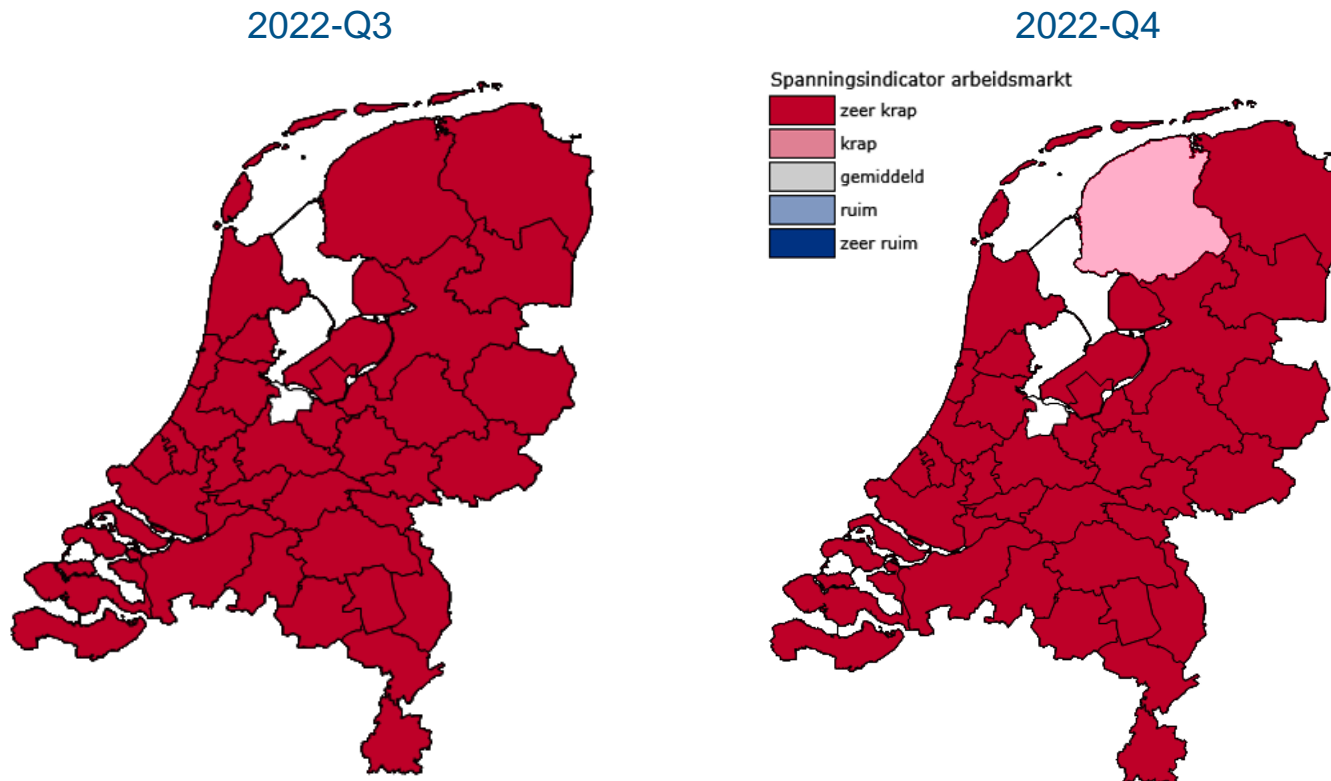 2022-Q3
2022-Q4
Spanningsindicator arbeidsmarkt
zeer krap
krap
gemiddeld
ruim
zeer ruim